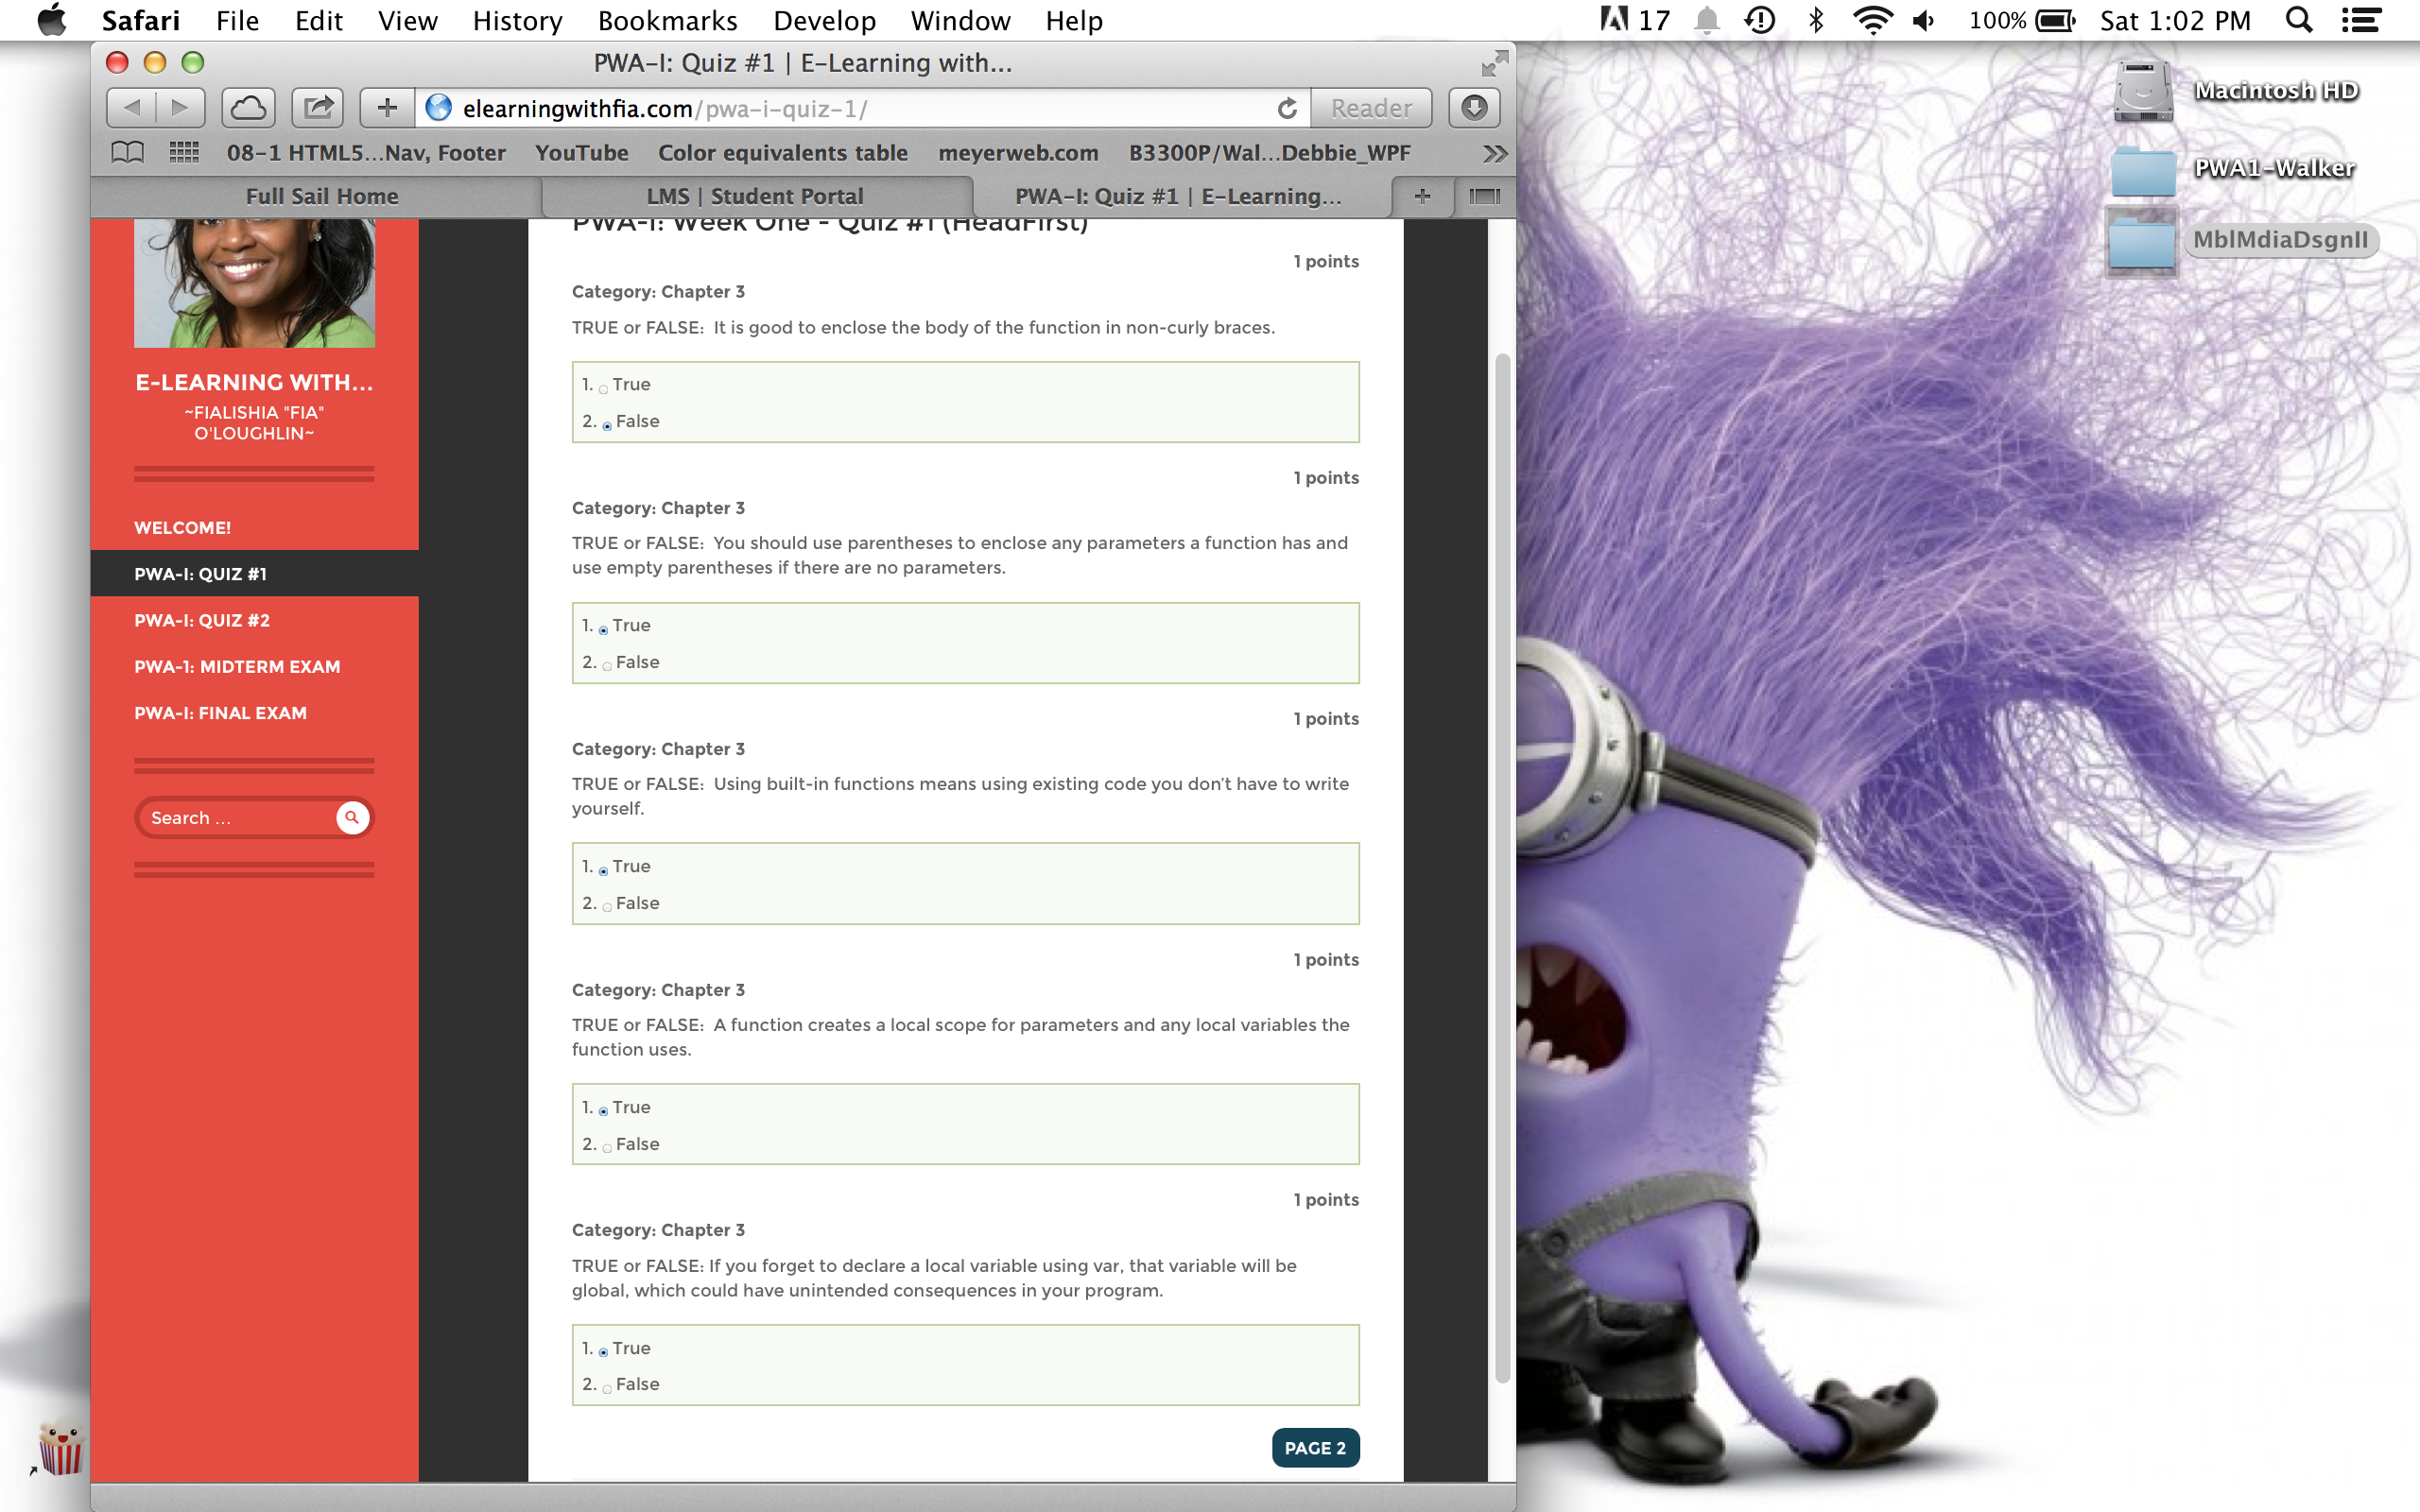 Safari File Edit View History Bookmarks Develop Window Help 17 100% Sat 1:02 PM
PWA-I: Quiz #1 | E-Learning with...
elearningwithfia.com/pwa-i-quiz-1/ Reader
08-1 HTML5...Nav, Footer YouTube Color equivalents table meyerweb.com B3300P/Wal...Debbie_WPF
Full Sail Home LMS | Student Portal PWA-I: Quiz #1 | E-Learning...
Macintosh HD
PWA1-Walker
MblMdiaDsgnII
E-LEARNING WITH...
~FIALISHIA "FIA"
O'LOUGHLIN~
WELCOME!
PWA-I: QUIZ #1
PWA-I: QUIZ #2
PWA-1: MIDTERM EXAM
PWA-I: FINAL EXAM
Search ...
PWA-I: Week One - Quiz #1 (HeadFirst)
1 points
Category: Chapter 3
TRUE or FALSE: It is good to enclose the body of the function in non-curly braces.
1. True
2. False
1 points
Category: Chapter 3
TRUE or FALSE: You should use parentheses to enclose any parameters a function has and
use empty parentheses if there are no parameters.
1. True
2. False
1 points
Category: Chapter 3
TRUE or FALSE: Using built-in functions means using existing code you don't have to write
yourself.
1. True
2. False
1 points
Category: Chapter 3
TRUE or FALSE: A function creates a local scope for parameters and any local variables the
function uses.
1. True
2. False
1 points
Category: Chapter 3
TRUE or FALSE: If you forget to declare a local variable using var, that variable will be
global, which could have unintended consequences in your program.
1. True
2. False
PAGE 2